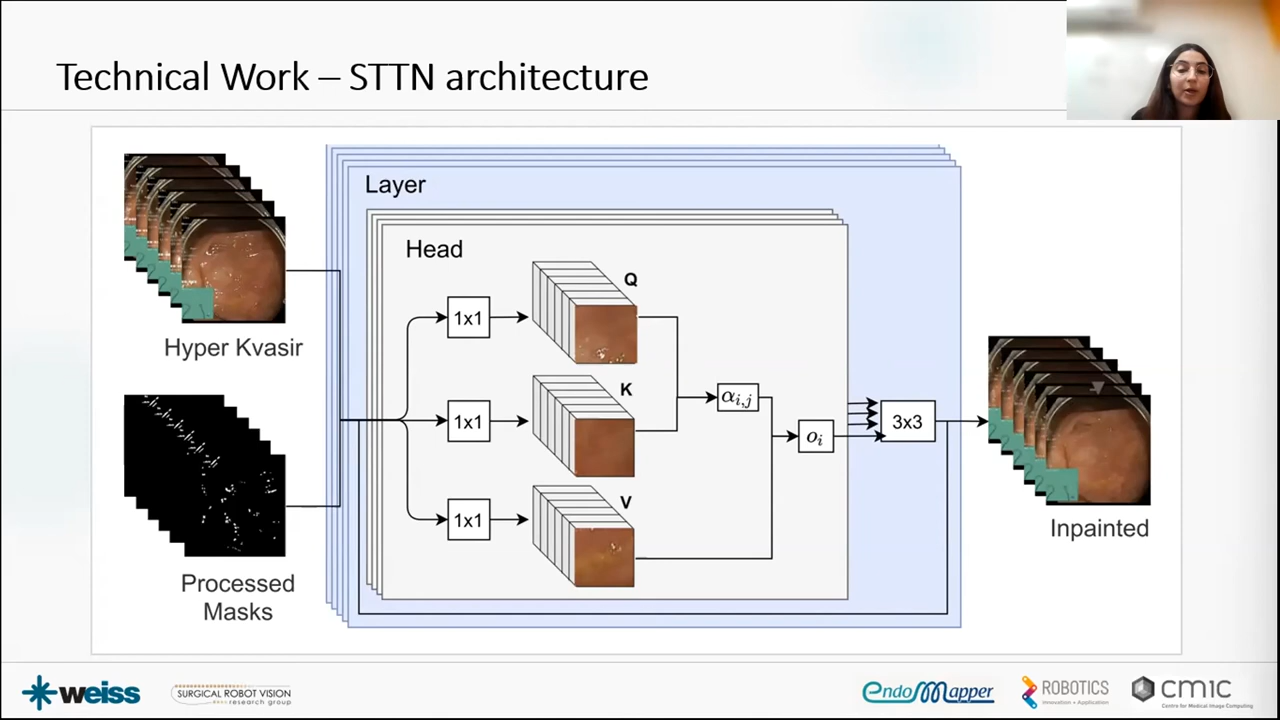 Technical Work – STTN architecture
Layer
Head
Hyper Kvasir
Processed
Masks
1x1
Q
1x1
K
1x1
V
αi,j
oi
3x3
Inpainted
weiss
SURGICAL ROBOT VISION
research group
EndoMapper
ROBOTICS
Innovation + Application
CMIC
Centre for Medical Image Computing